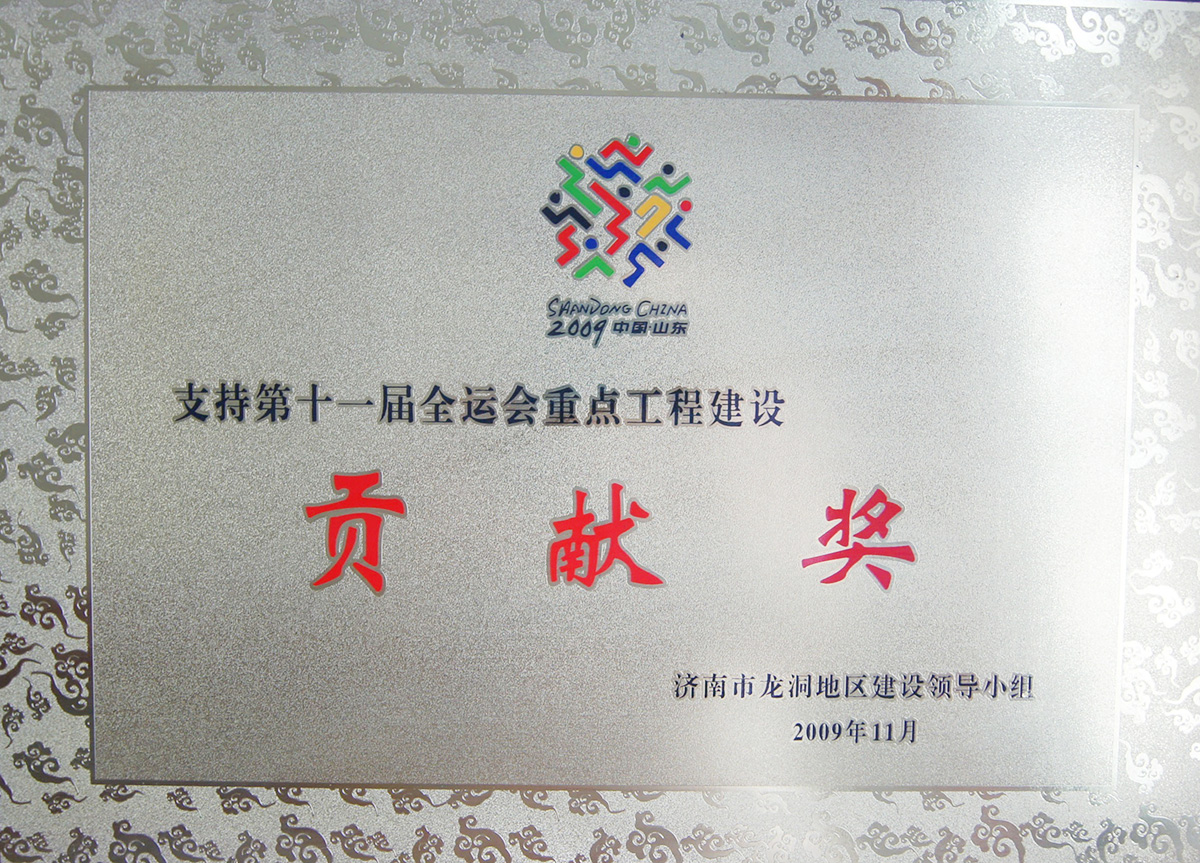 SHANDONG CHINA
2009 中国·山东
支持第十一届全运会重点工程建设
贡献奖
济南市龙洞地区建设领导小组
2009年11月